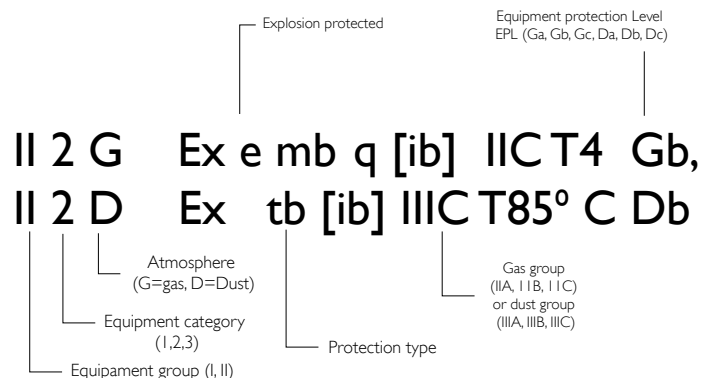 Explosion protected
Equipment protection Level
EPL (Ga, Gb, Gc, Da, Db, Dc)
II 2 G Ex e mb q [ib] IIC T4 Gb,
II 2 D Ex tb [ib] IIIC T85º C Db
Atmosphere
(G=gas, D=Dust)
Gas group
(IIA, 11B, 11C)
or dust group
(IIIA, IIIB, IIIC)
Equipment category
(1,2,3)
Protection type
Equipament group (I, II)